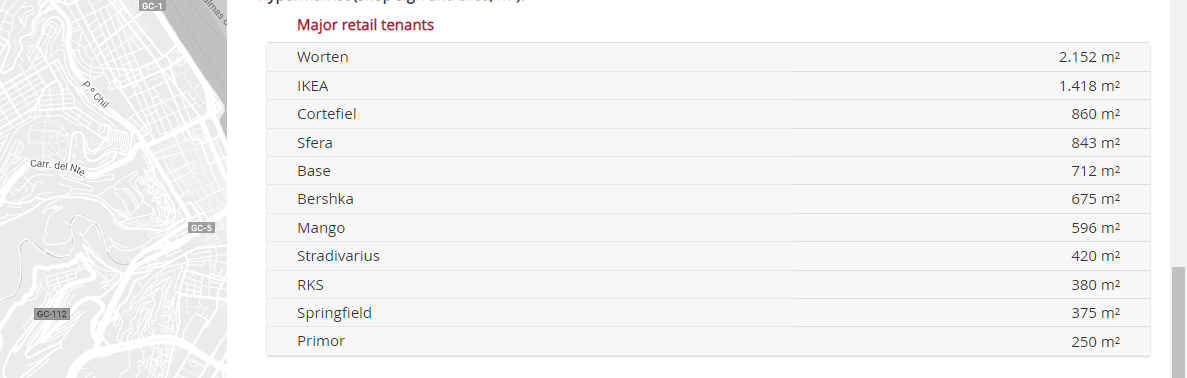 GC-1
Major retail tenants
Worten 2.152 m²
IKEA 1.418 m²
Cortefiel 860 m²
Sfera 843 m²
Base 712 m²
Bershka 675 m²
Mango 596 m²
Stradivarius 420 m²
RKS 380 m²
Springfield 375 m²
Primor 250 m²
P.º Chil
Carr. del Nte.
GC-5
GC-112